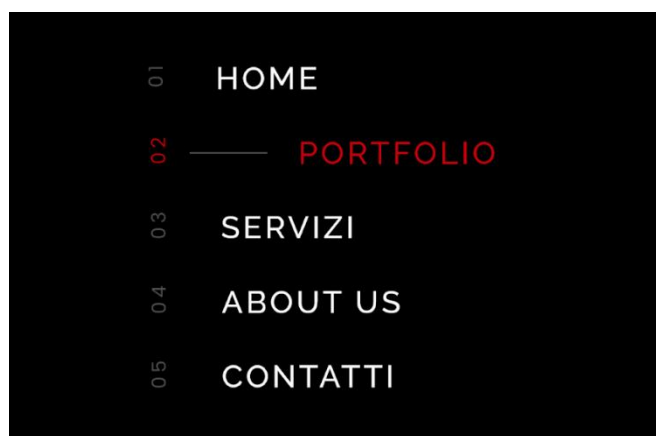 01 HOME
02 PORTFOLIO
03 SERVIZI
04 ABOUT US
05 CONTATTI